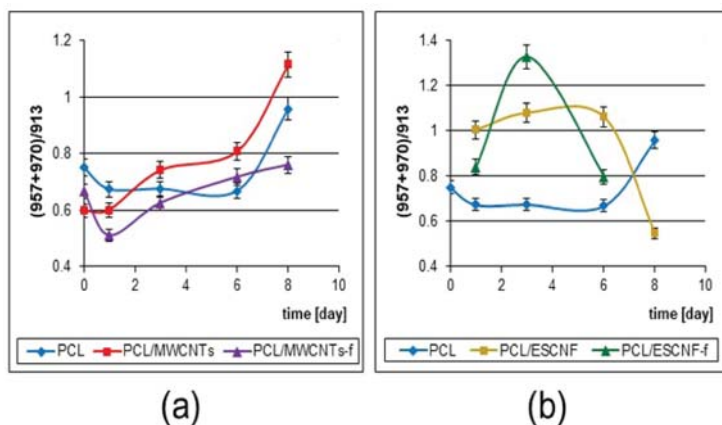 (957+970)/913
1.2
1
0.8
0.6
0.4
0 2 4 6 8 10
time [day]
PCL PCL/MWCNTs PCL/MWCNTs-f
(a)
(957+970)/913
1.4
1.2
1
0.8
0.6
0.4
0 2 4 6 8 10
time [day]
PCL PCL/ESCNF PCL/ESCNF-f
(b)